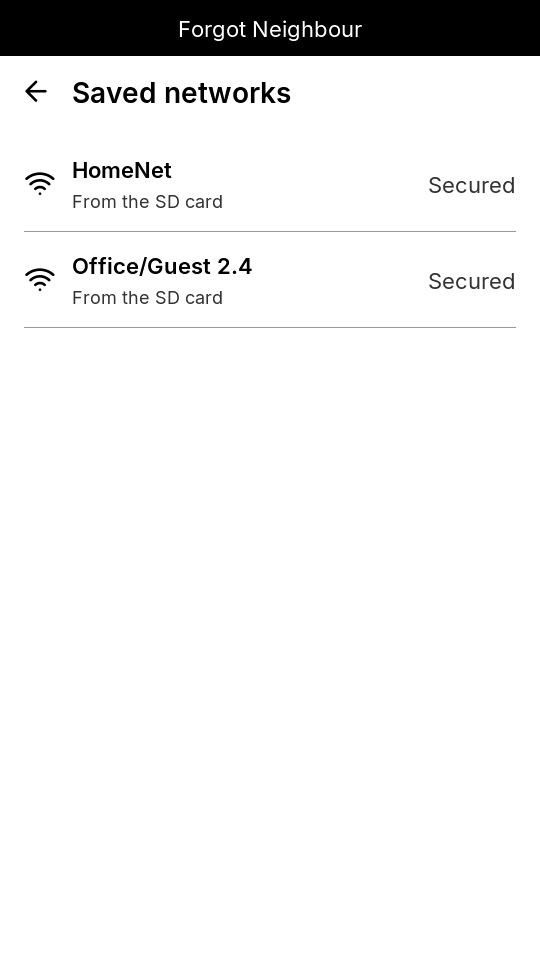 Forgot Neighbour
Saved networks
HomeNet
From the SD card
Secured
Office/Guest 2.4
From the SD card
Secured